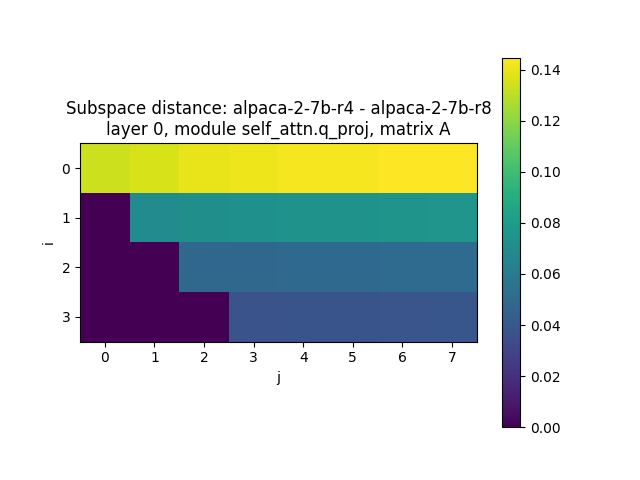 Subspace distance: alpaca-2-7b-r4 - alpaca-2-7b-r8
layer 0, module self_attn.q_proj, matrix A
0
1
2
3
i
0 1 2 3 4 5 6 7
j
0.14
0.12
0.10
0.08
0.06
0.04
0.02
0.00